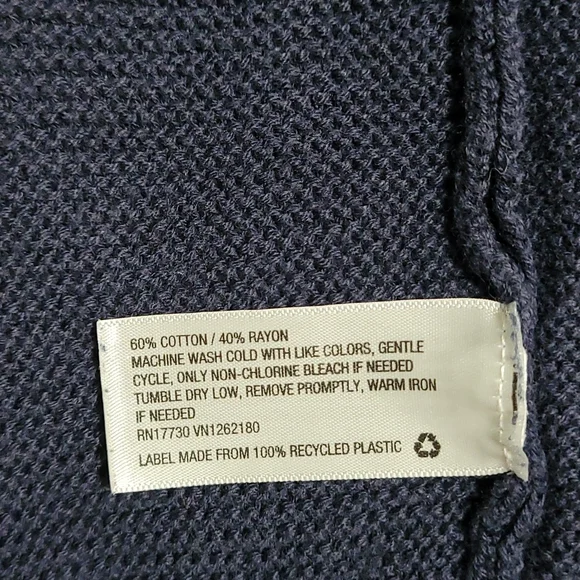 60% COTTON / 40% RAYON
MACHINE WASH COLD WITH LIKE COLORS, GENTLE
CYCLE, ONLY NON-CHLORINE BLEACH IF NEEDED
TUMBLE DRY LOW, REMOVE PROMPTLY, WARM IRON
IF NEEDED
RN17730 VN1262180
LABEL MADE FROM 100% RECYCLED PLASTIC